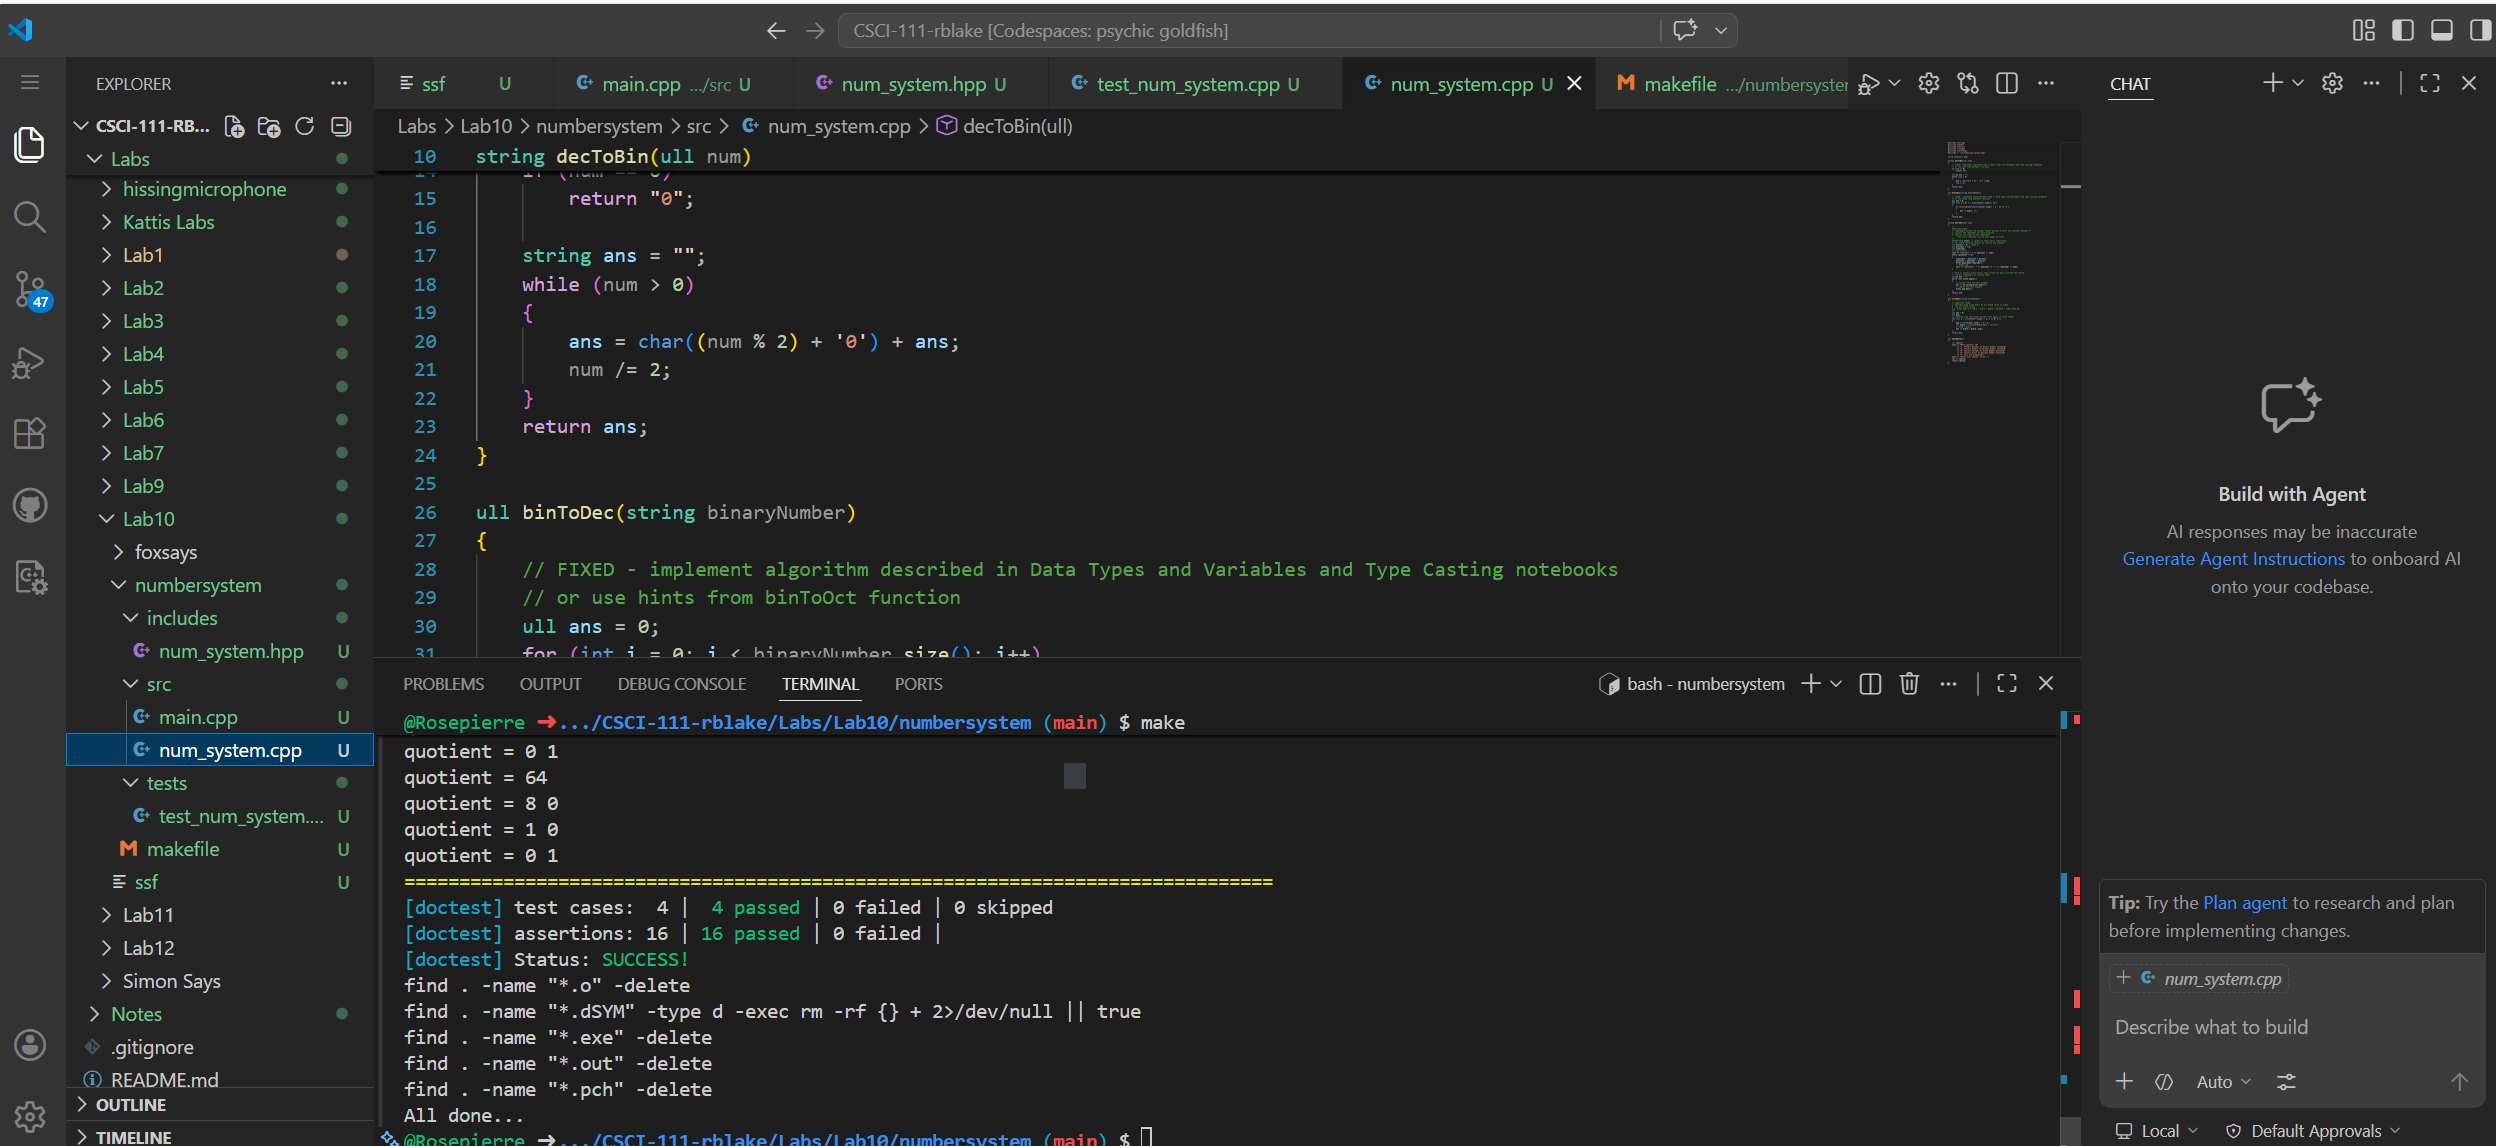 CSCI-111-rblake [Codespaces: psychic goldfish]
EXPLORER
CSCI-111-RB...
Labs
hissingmicrophone
Kattis Labs
Lab1
Lab2
Lab3
Lab4
Lab5
Lab6
Lab7
Lab9
Lab10
foxsays
numbersystem
includes
num_system.hpp U
src
main.cpp U
num_system.cpp U
tests
test_num_system.... U
makefile U
ssf U
Lab11
Lab12
Simon Says
Notes
.gitignore
README.md
OUTLINE
TIMELINE
47
ssf U
main.cpp .../src U
num_system.hpp U
test_num_system.cpp U
num_system.cpp U
makefile .../numbersyster
Labs > Lab10 > numbersystem > src > num_system.cpp > decToBin(ull)
10 string decToBin(ull num)
14 if (num == 0)
15 return "0";
16
17 string ans = "";
18 while (num > 0)
19 {
20 ans = char((num % 2) + '0') + ans;
21 num /= 2;
22 }
23 return ans;
24 }
25
26 ull binToDec(string binaryNumber)
27 {
28 // FIXED - implement algorithm described in Data Types and Variables and Type Casting notebooks
29 // or use hints from binToOct function
30 ull ans = 0;
31 for (int i = 0; i < binaryNumber.size(); i++)
PROBLEMS OUTPUT DEBUG CONSOLE TERMINAL PORTS
bash - numbersystem
@Rosepierre ➜.../CSCI-111-rblake/Labs/Lab10/numbersystem (main) $ make
quotient = 0 1
quotient = 64
quotient = 8 0
quotient = 1 0
quotient = 0 1
===============================================================================
[doctest] test cases:  4 |  4 passed | 0 failed | 0 skipped
[doctest] assertions: 16 | 16 passed | 0 failed |
[doctest] Status: SUCCESS!
find . -name "*.o" -delete
find . -name "*.dSYM" -type d -exec rm -rf {} + 2>/dev/null || true
find . -name "*.exe" -delete
find . -name "*.out" -delete
find . -name "*.pch" -delete
All done...
@Rosepierre ➜.../CSCI-111-rblake/Labs/Lab10/numbersystem (main) $
CHAT
Build with Agent
AI responses may be inaccurate
Generate Agent Instructions to onboard AI
onto your codebase.
Tip: Try the Plan agent to research and plan
before implementing changes.
num_system.cpp
Describe what to build
Auto
Local
Default Approvals